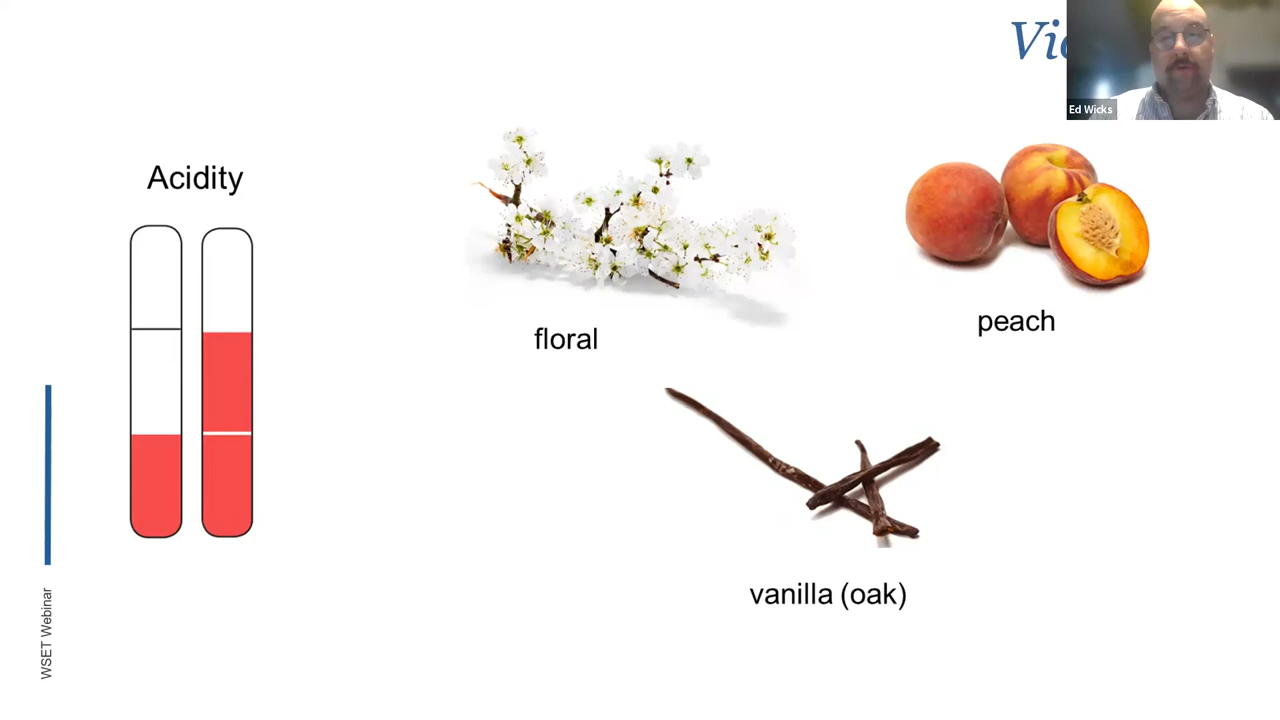 Ed Wicks
Acidity
floral
peach
vanilla (oak)
WSET Webinar